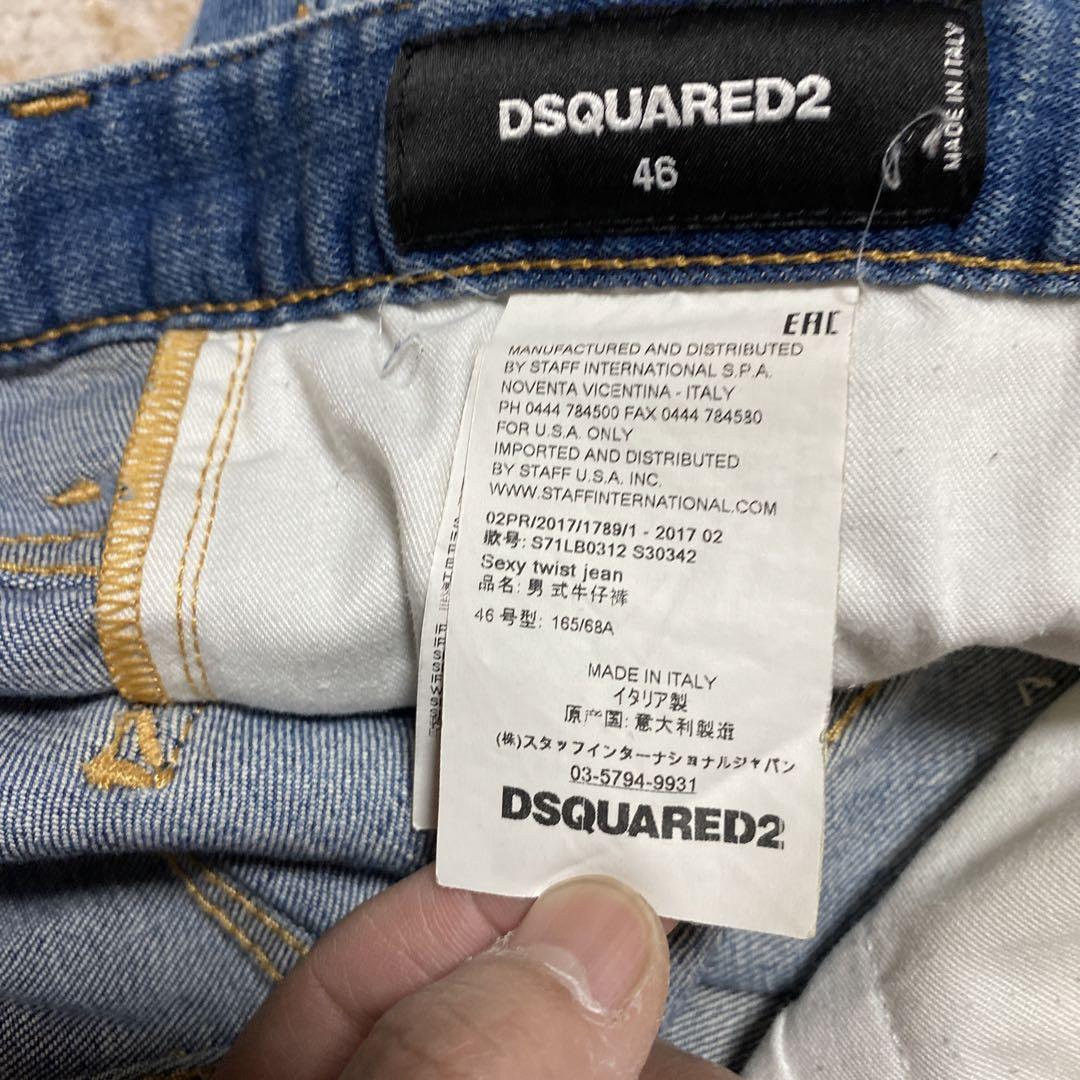 DSQUARED2
46
MADE IN ITALY
EAC
MANUFACTURED AND DISTRIBUTED
BY STAFF INTERNATIONAL S.P.A.
NOVENTA VICENTINA - ITALY
PH 0444 784500 FAX 0444 784580
FOR U.S.A. ONLY
IMPORTED AND DISTRIBUTED
BY STAFF U.S.A. INC.
WWW.STAFFINTERNATIONAL.COM
02PR/2017/1789/1 - 2017 02
款号: S71LB0312 S30342
Sexy twist jean
品名: 男式牛仔裤
46 号型: 165/68A
MADE IN ITALY
イタリア製
原产国: 意大利製造
(株)スタッフインターナショナルジャパン
03-5794-9931
DSQUARED2